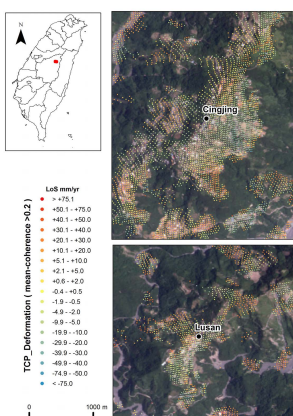 N
Cingjing
LoS mm/yr
TCP_Deformation ( mean-coherence >0.2 )
> +75.1
+50.1 - +75.0
+40.1 - +50.0
+30.1 - +40.0
+20.1 - +30.0
+10.1 - +20.0
+5.1 - +10.0
+2.1 - +5.0
+0.6 - +2.0
-0.4 - +0.5
-1.9 - -0.5
-4.9 - -2.0
-9.9 - -5.0
-19.9 - -10.0
-29.9 - -20.0
-39.9 - -30.0
-49.9 - -40.0
-74.9 - -50.0
< -75.0
Lusan
0 1000 m